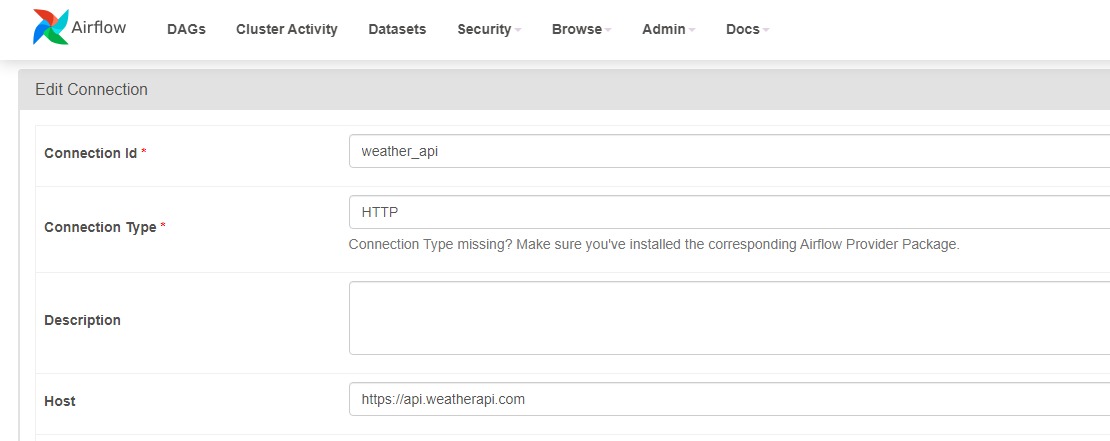 Airflow DAGs Cluster Activity Datasets Security Browse Admin Docs
Edit Connection
Connection Id * weather_api
Connection Type * HTTP
Connection Type missing? Make sure you've installed the corresponding Airflow Provider Package.
Description
Host https://api.weatherapi.com